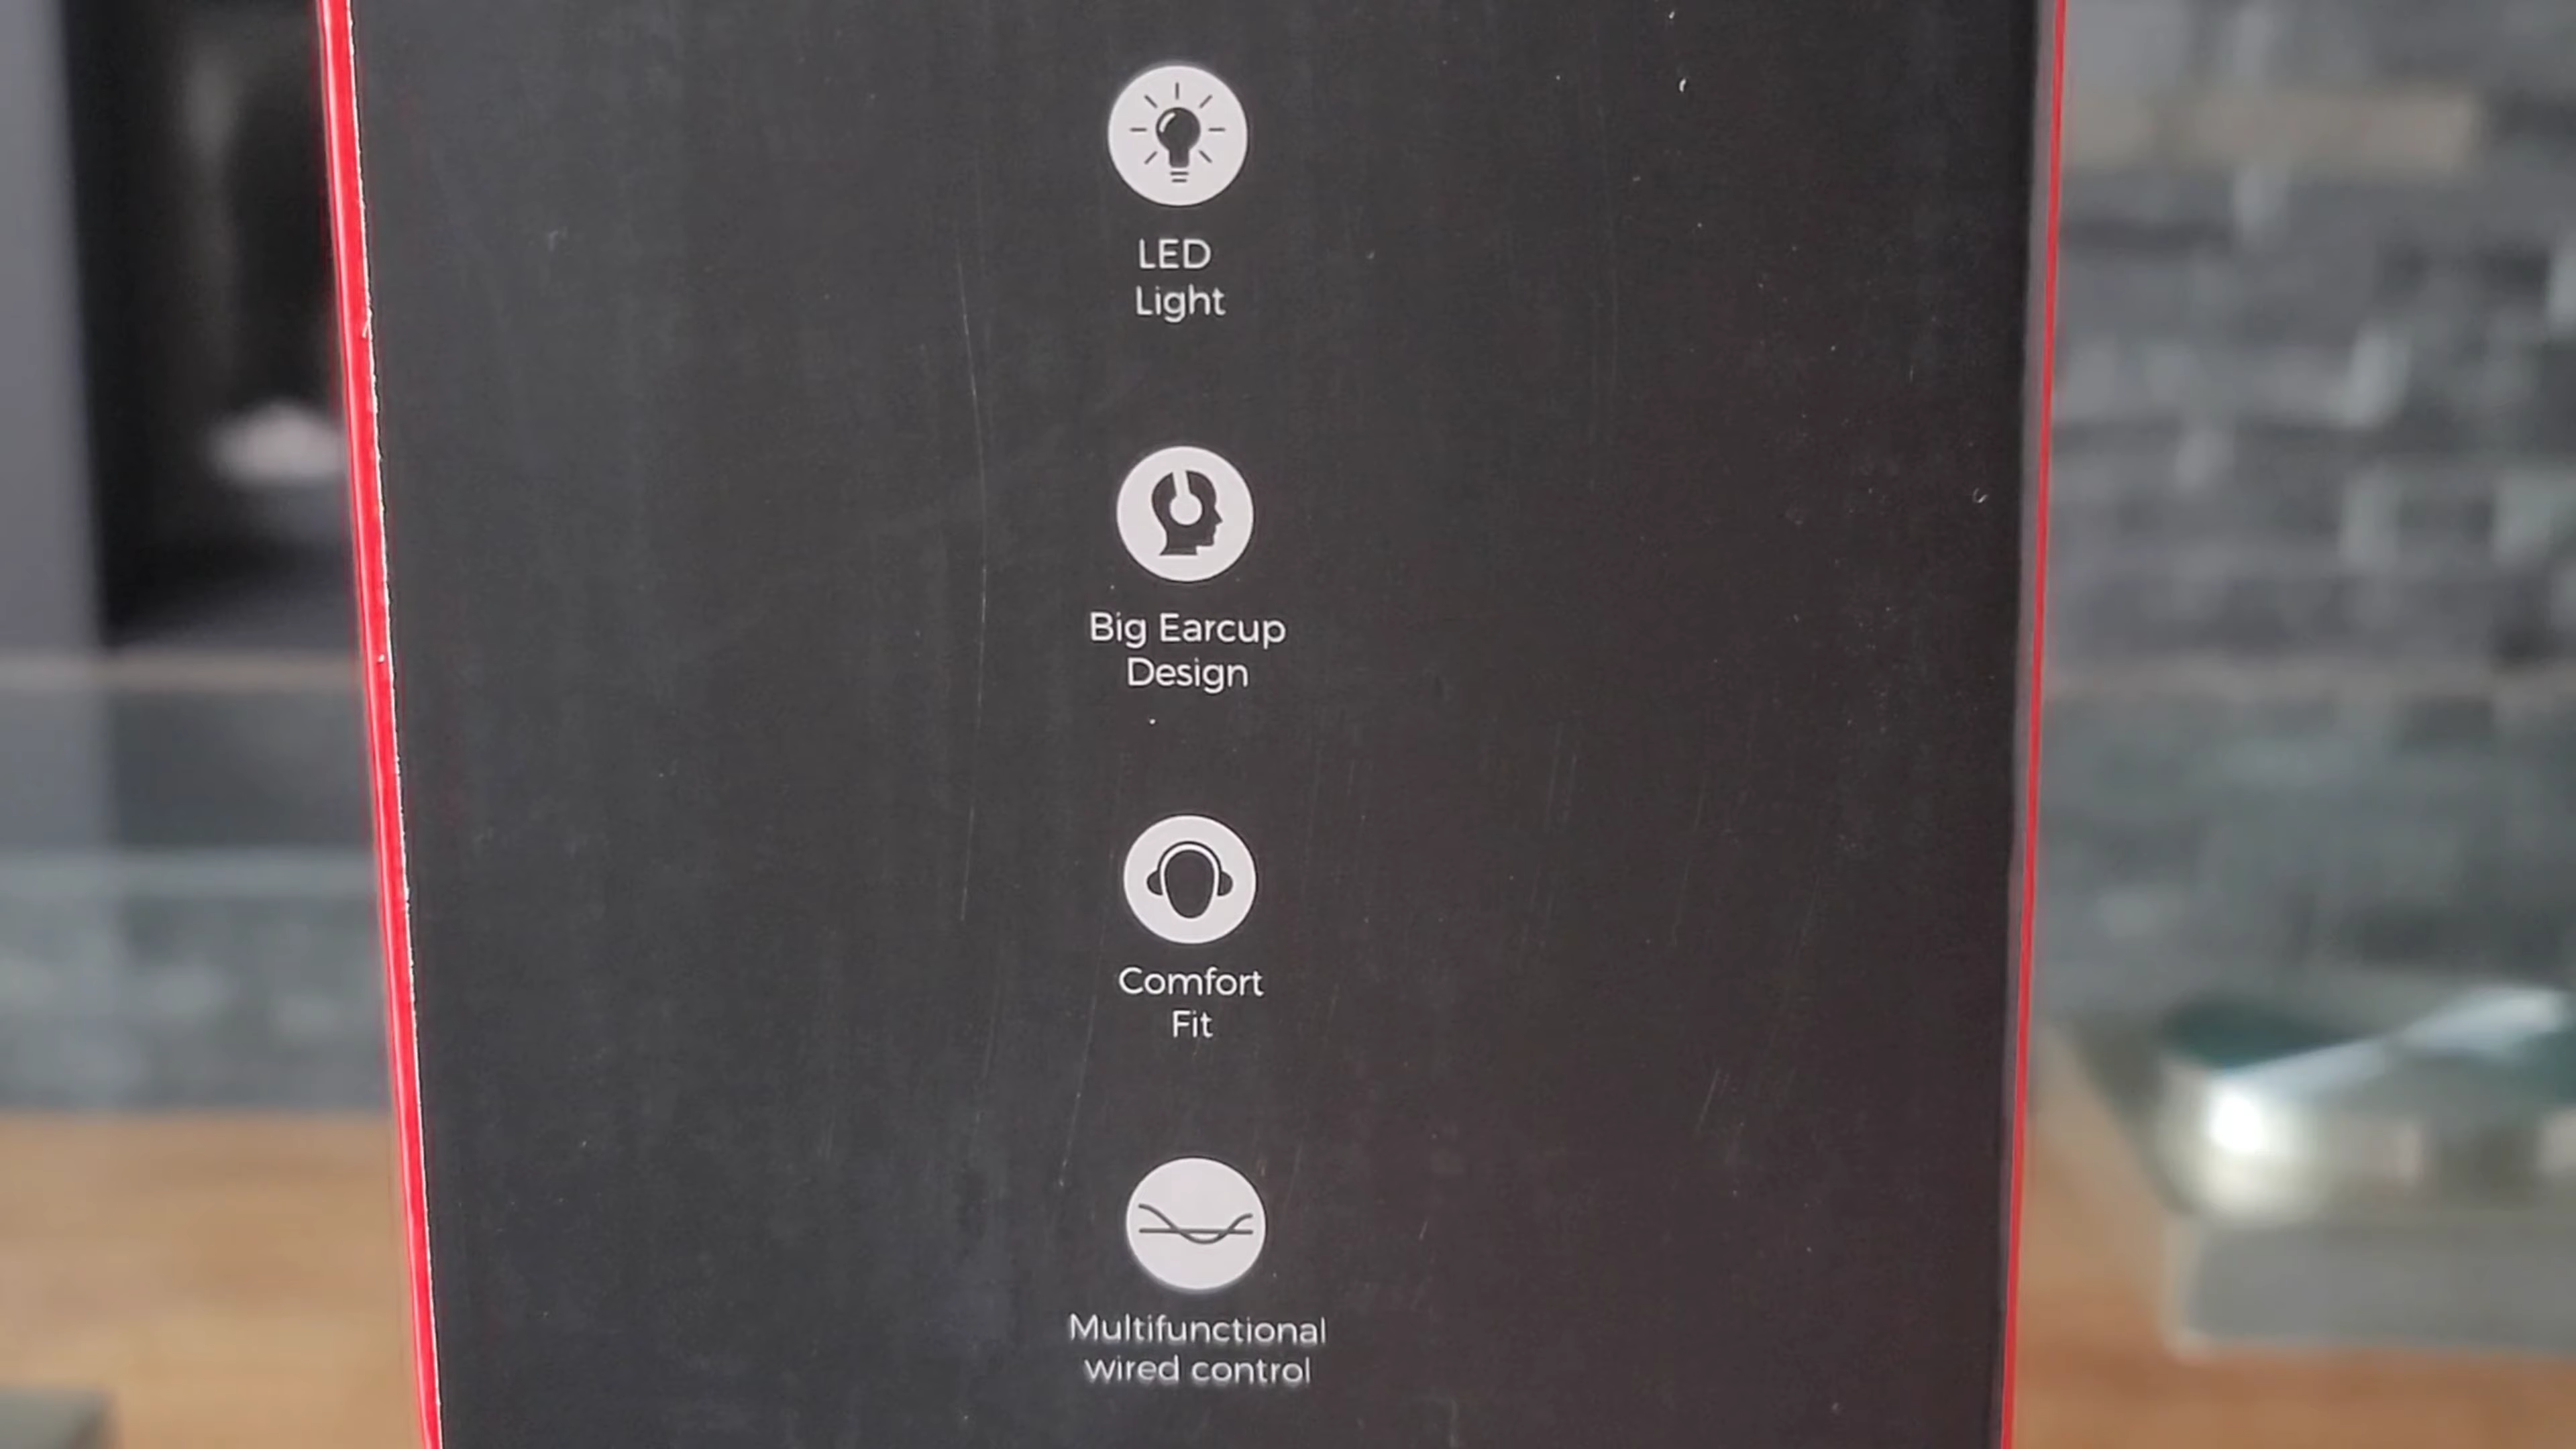 LED
Light
Big Earcup
Design
Comfort
Fit
Multifunctional
wired control